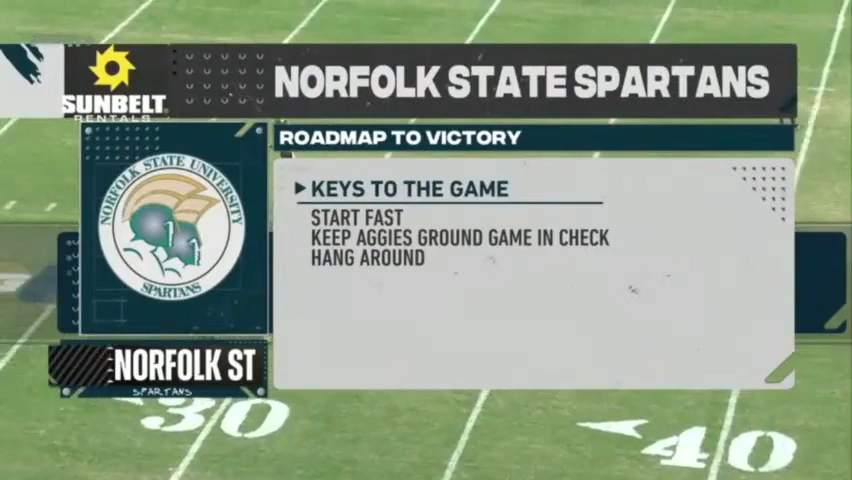 SUNBELT
RENTALS
NORFOLK STATE SPARTANS
ROADMAP TO VICTORY
NORFOLK STATE UNIVERSITY
SPARTANS
KEYS TO THE GAME
START FAST
KEEP AGGIES GROUND GAME IN CHECK
HANG AROUND
NORFOLK ST
SPARTANS
30
40